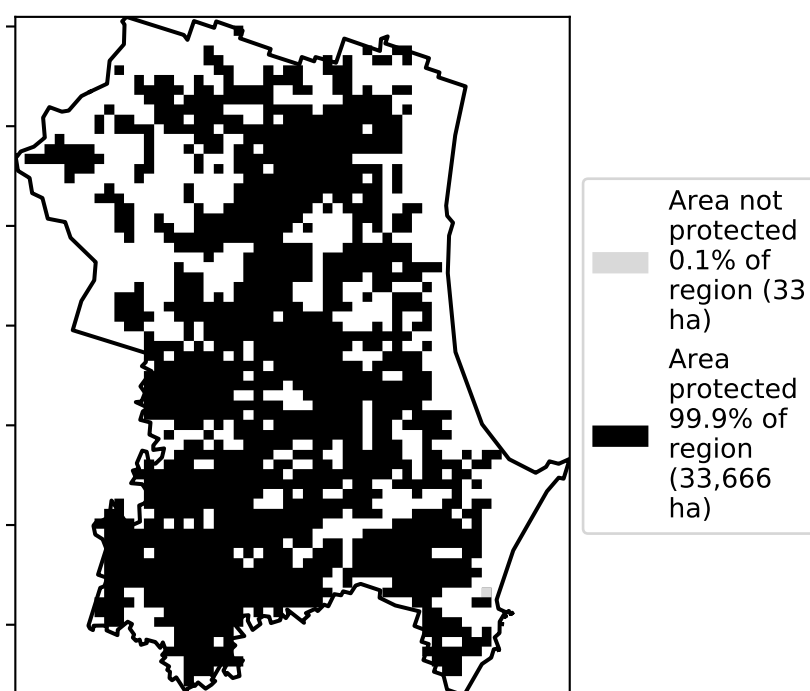 Area not
protected
0.1% of
region (33
ha)
Area
protected
99.9% of
region
(33,666
ha)